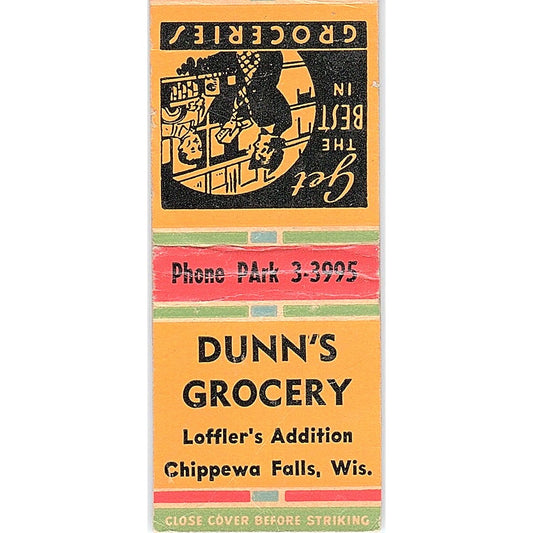 Get
THE
BEST
IN
GROCERIES
Phone PArk 3-3995
DUNN'S
GROCERY
Loffler's Addition
Chippewa Falls, Wis.
CLOSE COVER BEFORE STRIKING